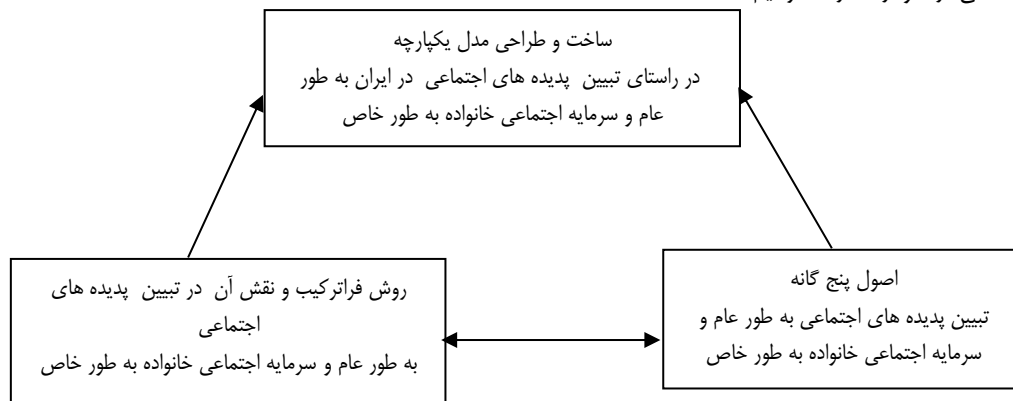 ساخت و طراحی مدل یکپارچه
در راستای تبیین پدیده های اجتماعی در ایران به طور
عام و سرمایه اجتماعی خانواده به طور خاص
اصول پنج گانه
تبیین پدیده های اجتماعی به طور عام و
سرمایه اجتماعی خانواده به طور خاص
روش فراترکیب و نقش آن در تبیین پدیده های
اجتماعی
به طور عام و سرمایه اجتماعی خانواده به طور خاص